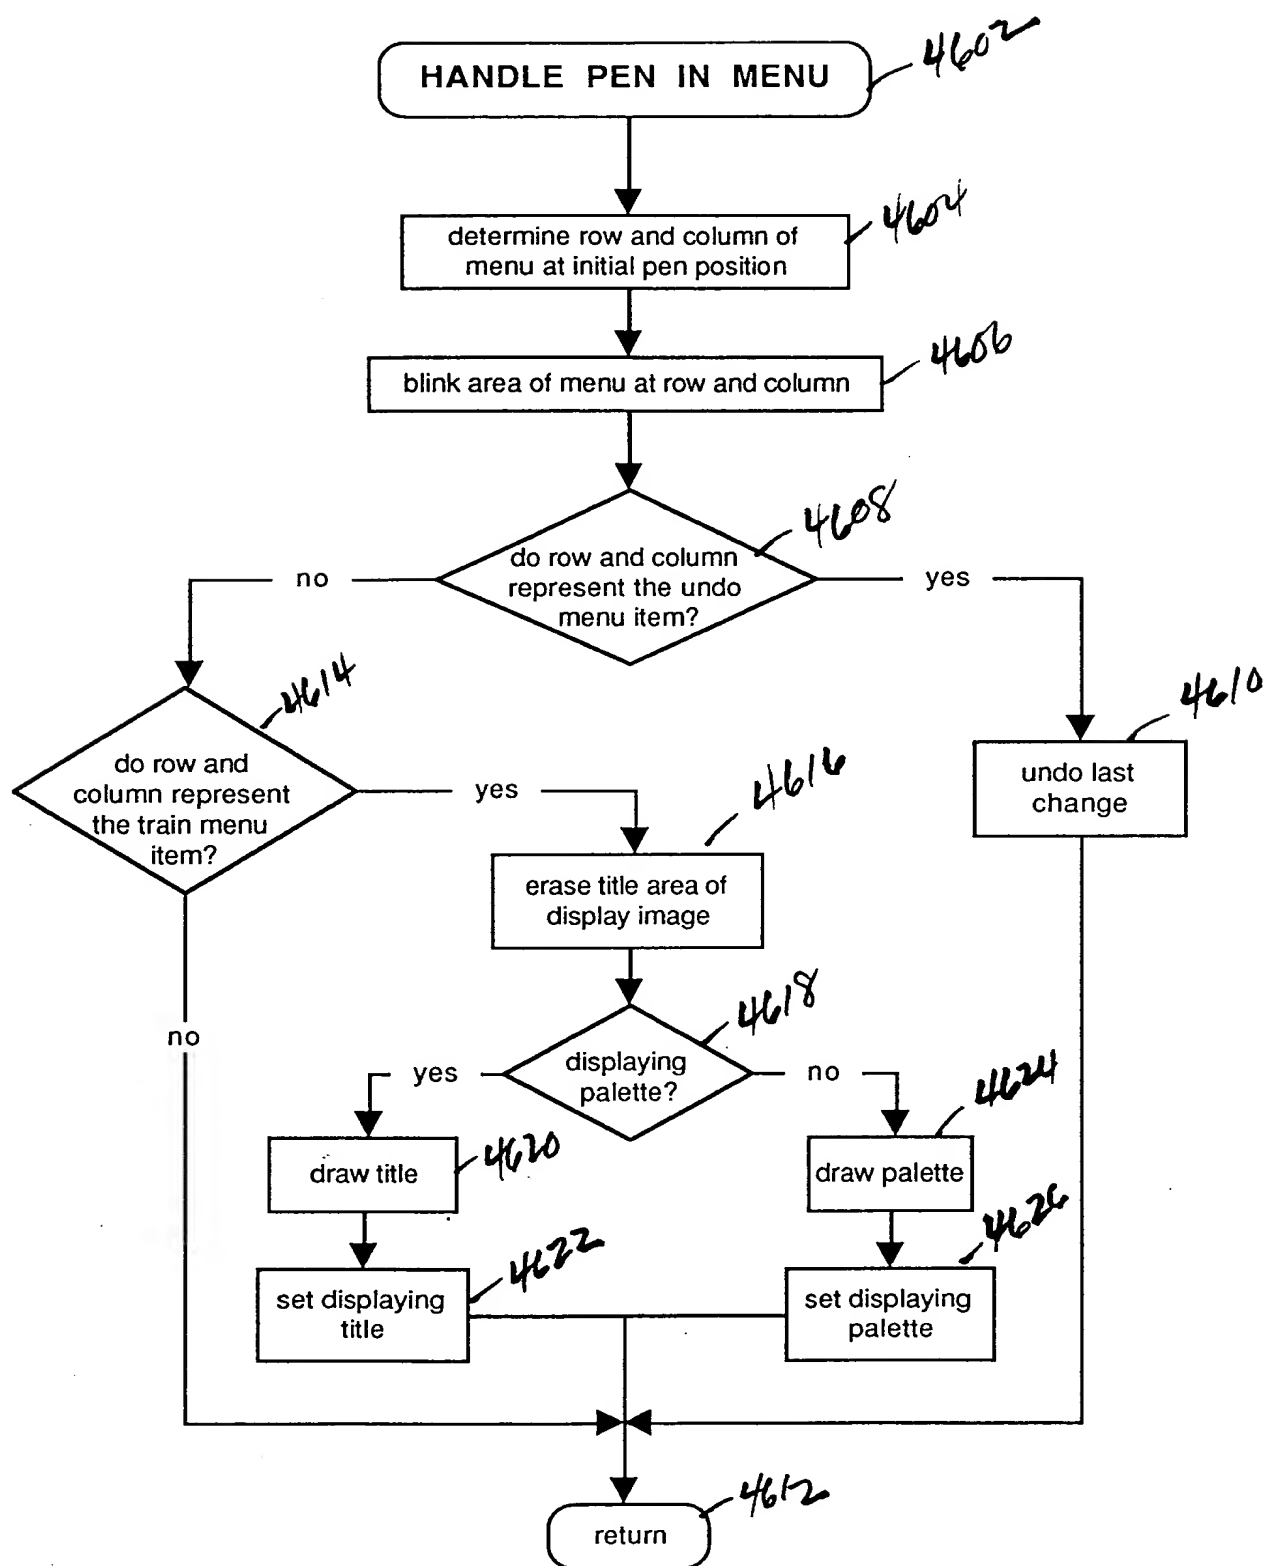 HANDLE PEN IN MENU
4602
determine row and column of
menu at initial pen position
4604
blink area of menu at row and column
4606
do row and column
represent the undo
menu item?
4608
no
yes
4614
do row and
column represent
the train menu
item?
4610
undo last
change
yes
4616
erase title area of
display image
no
4618
displaying
palette?
yes
no
4620
draw title
4624
draw palette
4622
set displaying
title
4626
set displaying
palette
4612
return